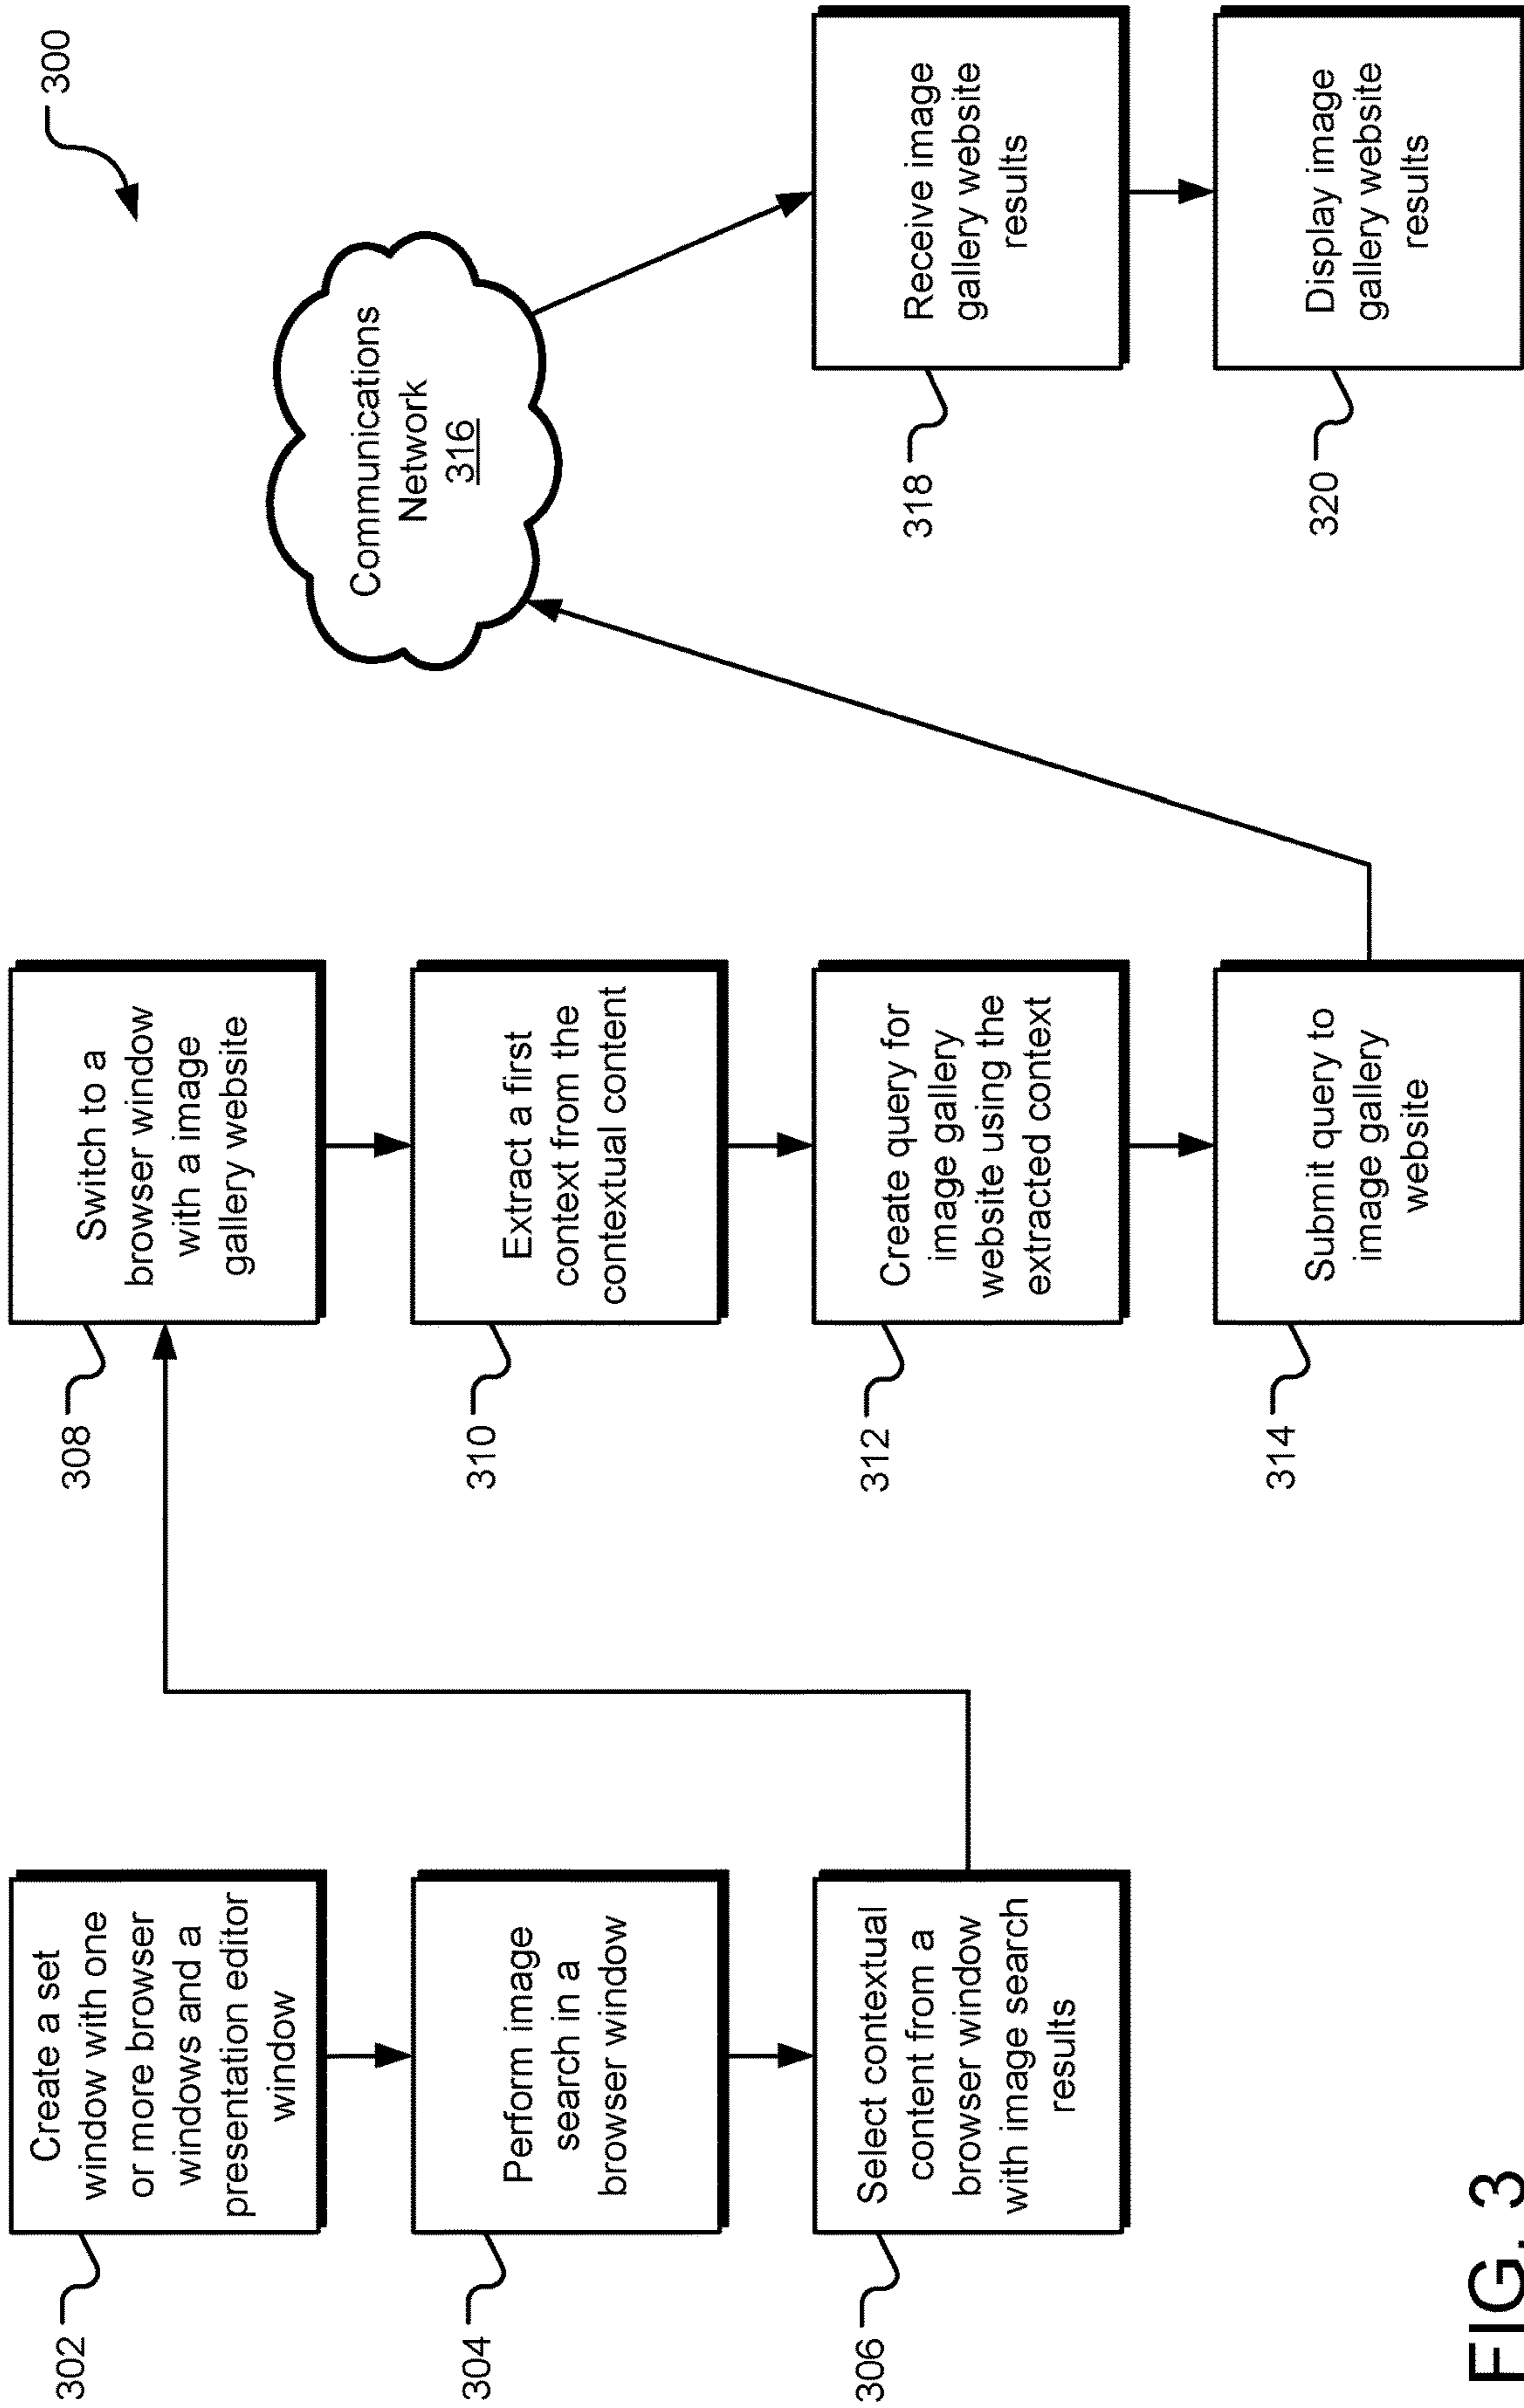 300
302
Create a set
window with one
or more browser
windows and a
presentation editor
window
304
Perform image
search in a
browser window
306
Select contextual
content from a
browser window
with image search
results
308
Switch to a
browser window
with a image
gallery website
310
Extract a first
context from the
contextual content
312
Create query for
image gallery
website using the
extracted context
314
Submit query to
image gallery
website
Communications
Network
316
318
Receive image
gallery website
results
320
Display image
gallery website
results
FIG. 3